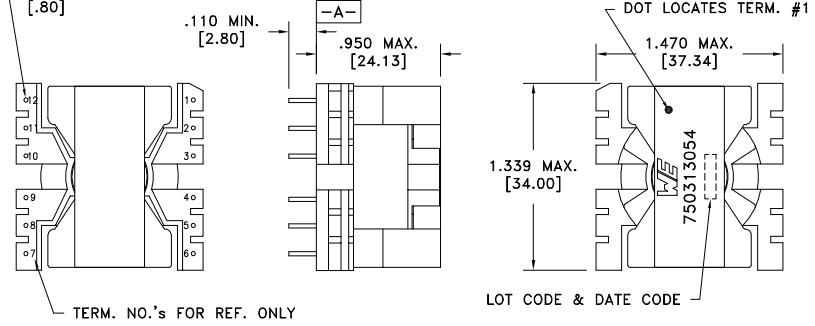 [.80]
.110 MIN.
[2.80]
-A-
.950 MAX.
[24.13]
DOT LOCATES TERM. #1
1.470 MAX.
[37.34]
12
11
10
9
8
7
1
2
3
4
5
6
1.339 MAX.
[34.00]
WE
750313054
TERM. NO.'s FOR REF. ONLY
LOT CODE & DATE CODE